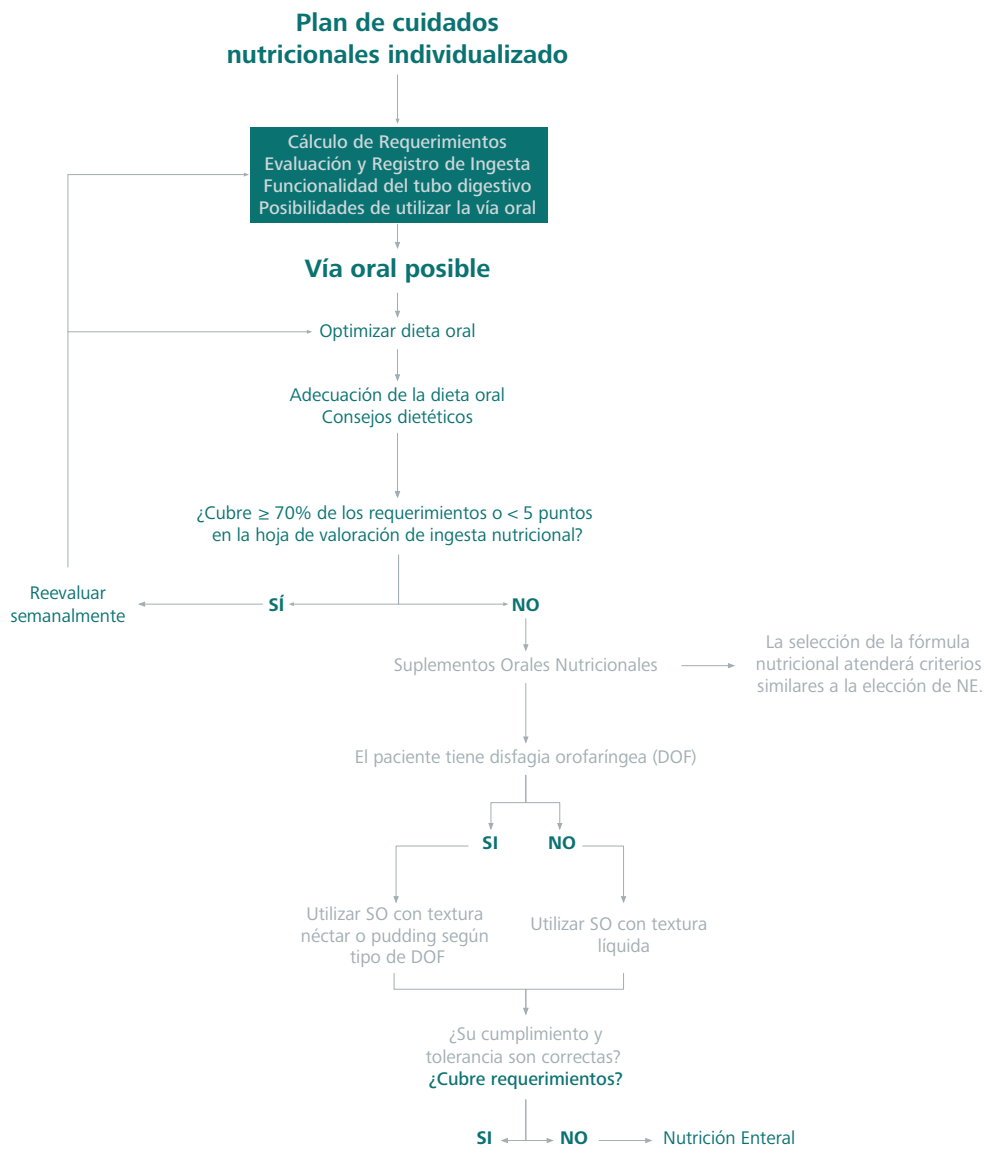 Plan de cuidados
nutricionales individualizado
Cálculo de Requerimientos
Evaluación y Registro de Ingesta
Funcionalidad del tubo digestivo
Posibilidades de utilizar la vía oral
Vía oral posible
Optimizar dieta oral
Adecuación de la dieta oral
Consejos dietéticos
¿Cubre ≥ 70% de los requerimientos o < 5 puntos
en la hoja de valoración de ingesta nutricional?
Reevaluar
semanalmente
SÍ
NO
Suplementos Orales Nutricionales
La selección de la fórmula
nutricional atenderá criterios
similares a la elección de NE.
El paciente tiene disfagia orofaríngea (DOF)
SI
NO
Utilizar SO con textura
néctar o pudding según
tipo de DOF
Utilizar SO con textura
líquida
¿Su cumplimiento y
tolerancia son correctas?
¿Cubre requerimientos?
SI
NO
Nutrición Enteral